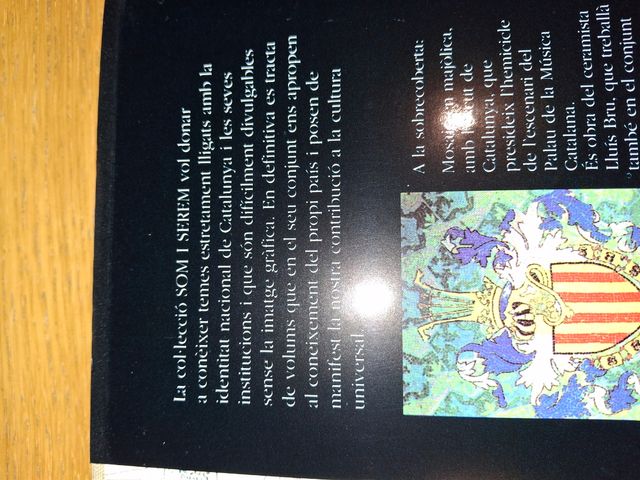 La col·lecció SOM I SEREM vol donar
a conèixer temes estretament lligats amb la
identitat nacional de Catalunya i les seves
institucions i que són difícilment divulgables
sense la imatge gràfica. En definitiva es tracta
de volums que en el seu conjunt ens apropen
al coneixement del propi país i posen de
manifest la nostra contribució a la cultura
universal
A la sobrecoberta:
majòlica,
amb l'escut de
Catalunya, que
presideix l'hemicicle
de l'escenari del
Palau de la Música
Catalana.
És obra del ceramista
Lluís Bru, que treballà
també en el conjunt